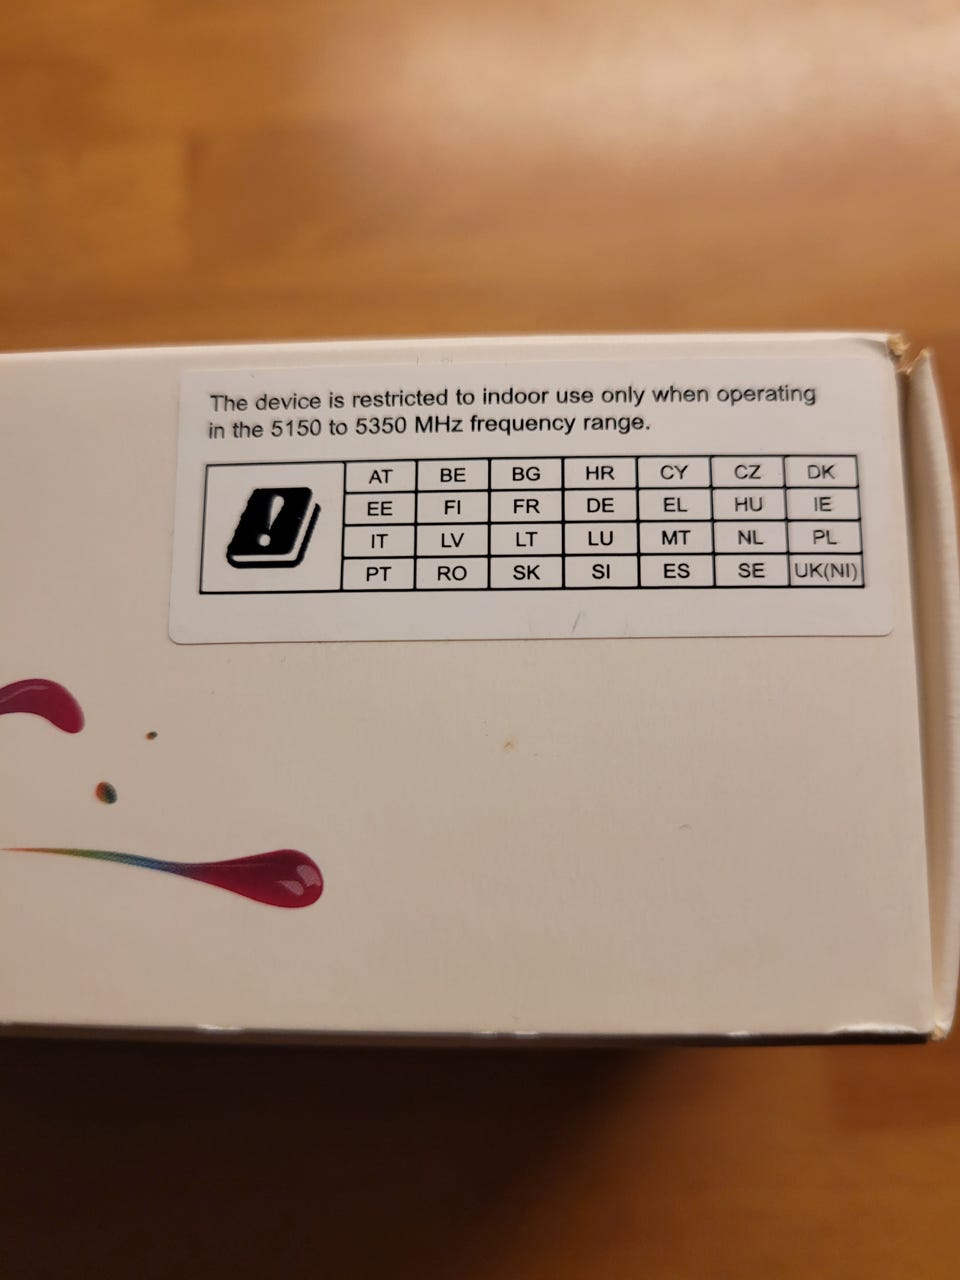 The device is restricted to indoor use only when operating
in the 5150 to 5350 MHz frequency range.
AT BE BG HR CY CZ DK
EE FI FR DE EL HU IE
IT LV LT LU MT NL PL
PT RO SK SI ES SE UK(NI)